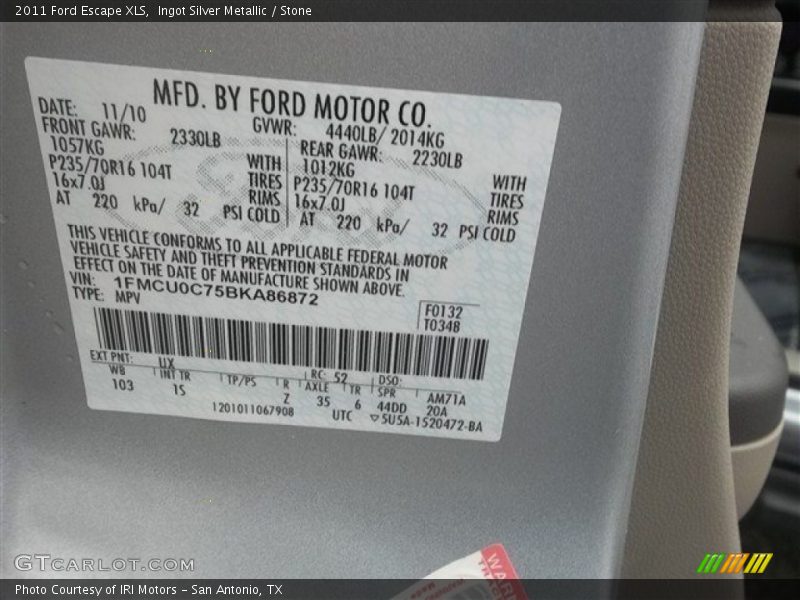 2011 Ford Escape XLS,  Ingot Silver Metallic / Stone
MFD. BY FORD MOTOR CO.
DATE: 11/10 GVWR: 4440LB/ 2014KG
FRONT GAWR: 2330LB REAR GAWR: 2230LB
1057KG WITH 1012KG WITH
P235/70R16 104T TIRES P235/70R16 104T TIRES
16x7.0J RIMS 16x7.0J RIMS
AT 220 kPa/ 32 PSI COLD AT 220 kPa/ 32 PSI COLD
THIS VEHICLE CONFORMS TO ALL APPLICABLE FEDERAL MOTOR
VEHICLE SAFETY AND THEFT PREVENTION STANDARDS IN
EFFECT ON THE DATE OF MANUFACTURE SHOWN ABOVE.
VIN: 1FMCU0C75BKA86872
TYPE: MPV
F0132
T0348
EXT PNT: UX RC: 52 DSO:
WB INT TR TP/PS R AXLE TR SPR AM71A
103 1S Z 35 6 44DD 20A
1201011067908 UTC ▽5U5A-1520472-BA
WARN
GTCARLOT.COM
Photo Courtesy of IRI Motors – San Antonio, TX